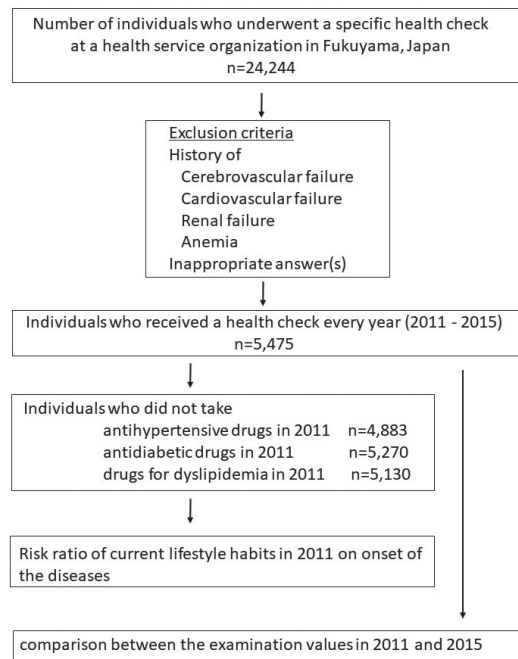 Number of individuals who underwent a specific health check
at a health service organization in Fukuyama, Japan
n=24,244
Exclusion criteria
History of
Cerebrovascular failure
Cardiovascular failure
Renal failure
Anemia
Inappropriate answer(s)
Individuals who received a health check every year (2011 - 2015)
n=5,475
Individuals who did not take
antihypertensive drugs in 2011 n=4,883
antidiabetic drugs in 2011 n=5,270
drugs for dyslipidemia in 2011 n=5,130
Risk ratio of current lifestyle habits in 2011 on onset of
the diseases
comparison between the examination values in 2011 and 2015